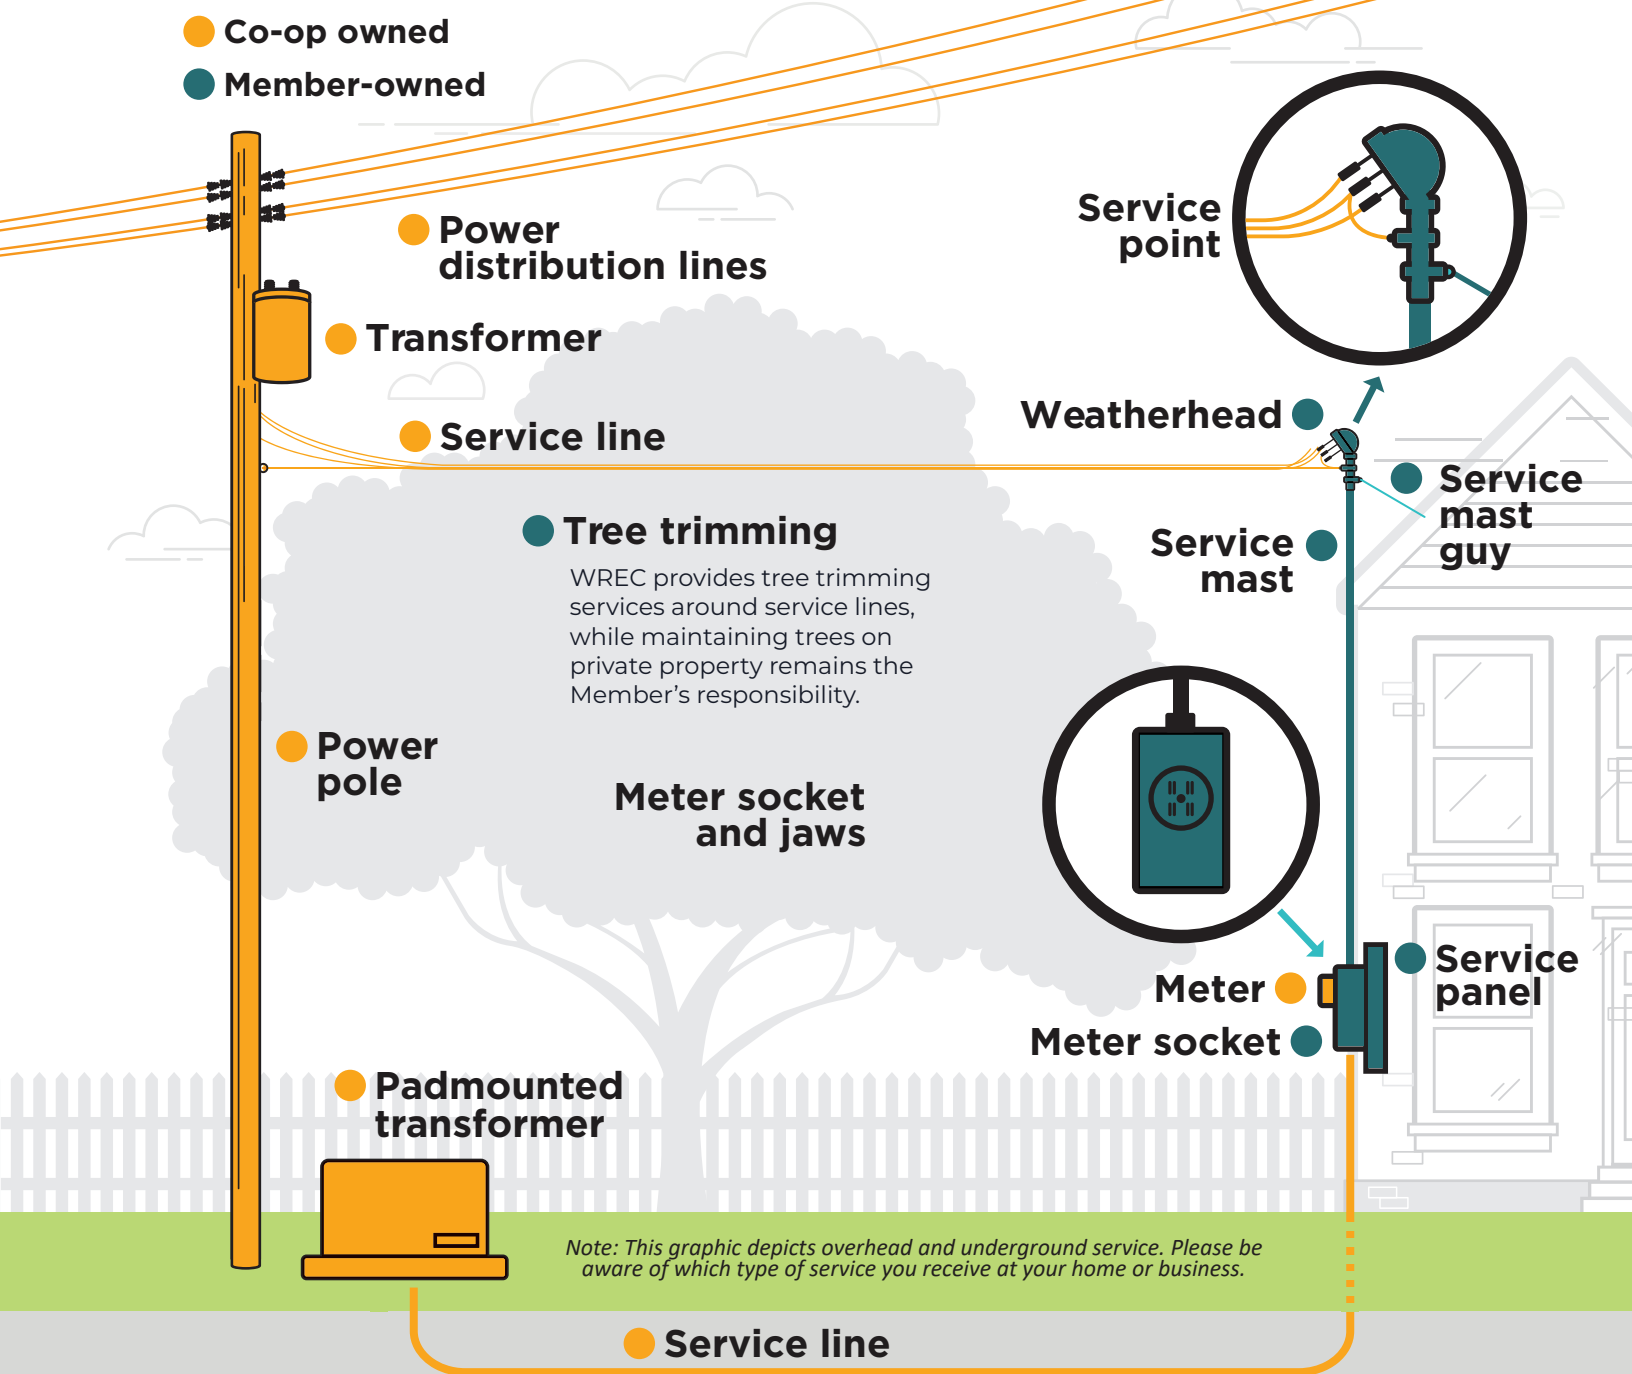 Co-op owned
Member-owned
Power
distribution lines
Service
point
Transformer
Weatherhead
Service line
Service
mast
guy
Tree trimming
Service
mast
WREC provides tree trimming
services around service lines,
while maintaining trees on
private property remains the
Member’s responsibility.
Power
pole
Meter socket
and jaws
Service
panel
Meter
Meter socket
Padmounted
transformer
Note: This graphic depicts overhead and underground service. Please be
aware of which type of service you receive at your home or business.
Service line